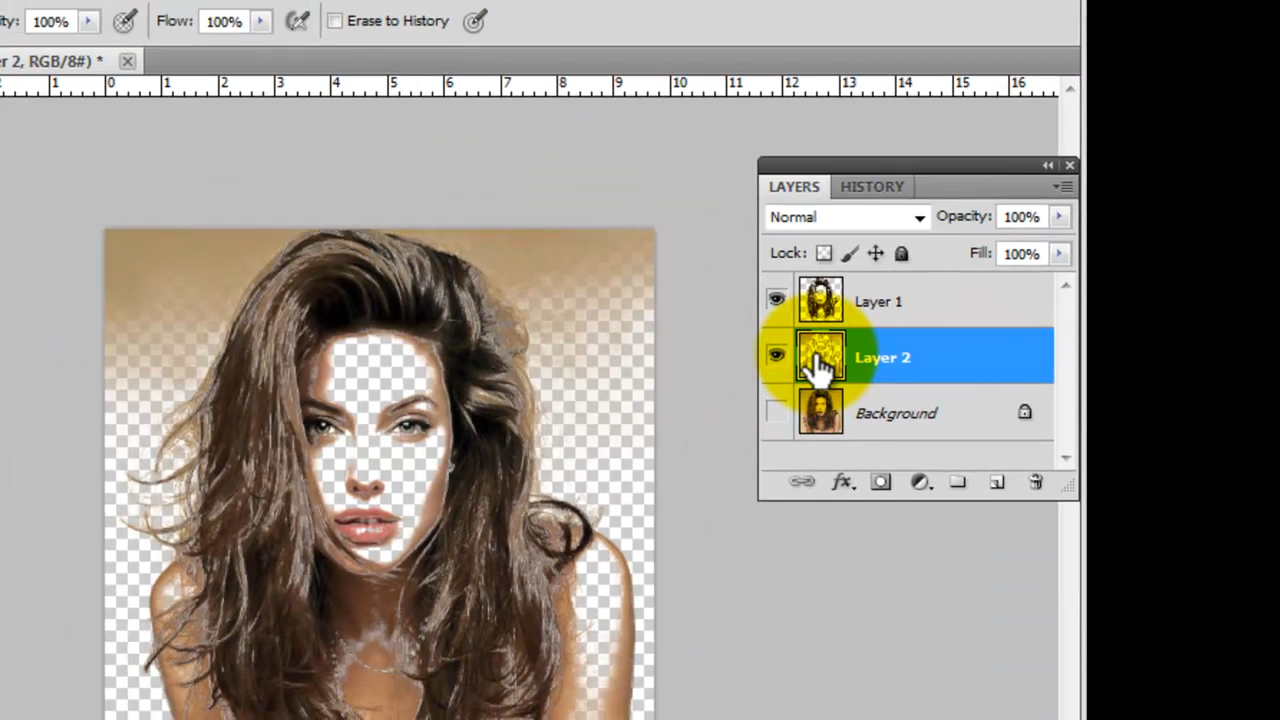 ity: 100% Flow: 100% Erase to History
er 2, RGB/8#) *
1 0 1 2 3 4 5 6 7 8 9 10 11 12 13 14 15 16
LAYERS HISTORY
Normal Opacity: 100%
Lock: Fill: 100%
Layer 1
Layer 2
Background
fx